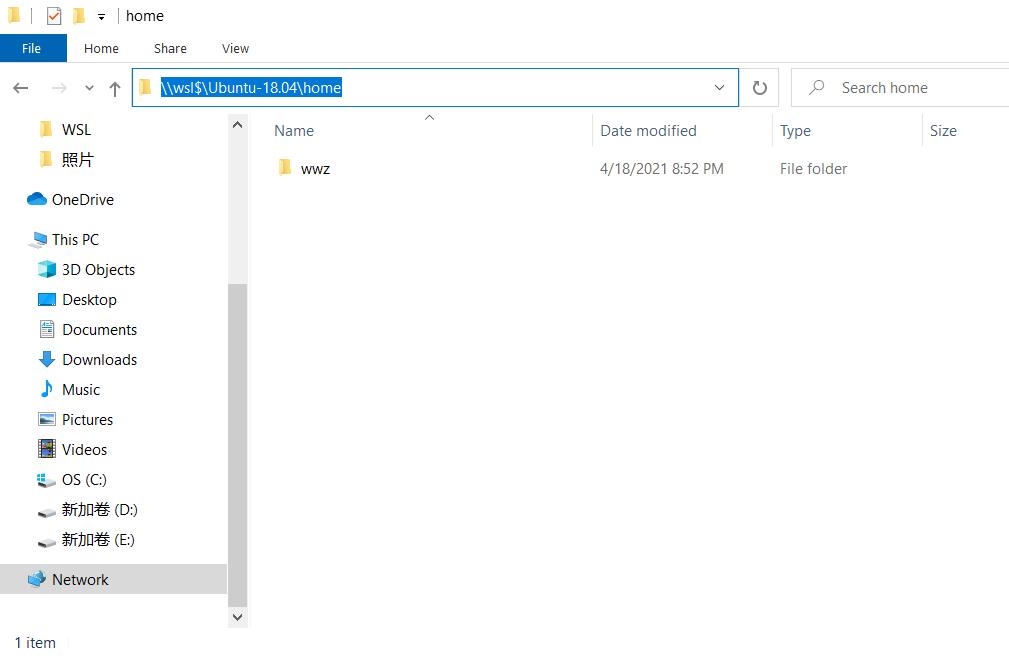 home
File Home Share View
\\wsl$\Ubuntu-18.04\home
Search home
WSL
照片
OneDrive
This PC
3D Objects
Desktop
Documents
Downloads
Music
Pictures
Videos
OS (C:)
新加卷 (D:)
新加卷 (E:)
Network
Name Date modified Type Size
wwz 4/18/2021 8:52 PM File folder
1 item